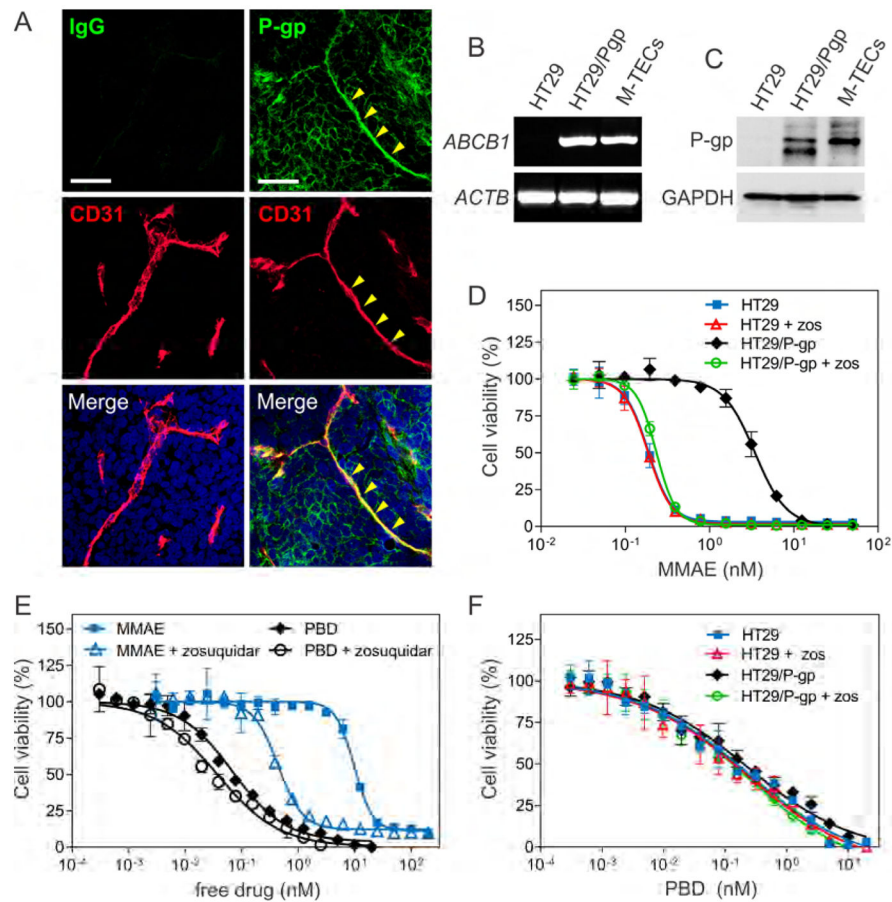 A
IgG
P-gp
CD31
CD31
Merge
Merge
B
HT29
HT29/Pgp
M-TECs
ABCB1
ACTB
C
HT29
HT29/Pgp
M-TECs
P-gp
GAPDH
D
150
125
100
75
50
25
0
Cell viability (%)
HT29
HT29 + zos
HT29/P-gp
HT29/P-gp + zos
10-2
10-1
100
101
102
MMAE (nM)
E
150
125
100
75
50
25
0
Cell viability (%)
MMAE
PBD
MMAE + zosuquidar
PBD + zosuquidar
10-4
10-3
10-2
10-1
100
101
102
free drug (nM)
F
125
100
75
50
25
0
Cell viability (%)
HT29
HT29 + zos
HT29/P-gp
HT29/P-gp + zos
10-4
10-3
10-2
10-1
100
101
PBD (nM)